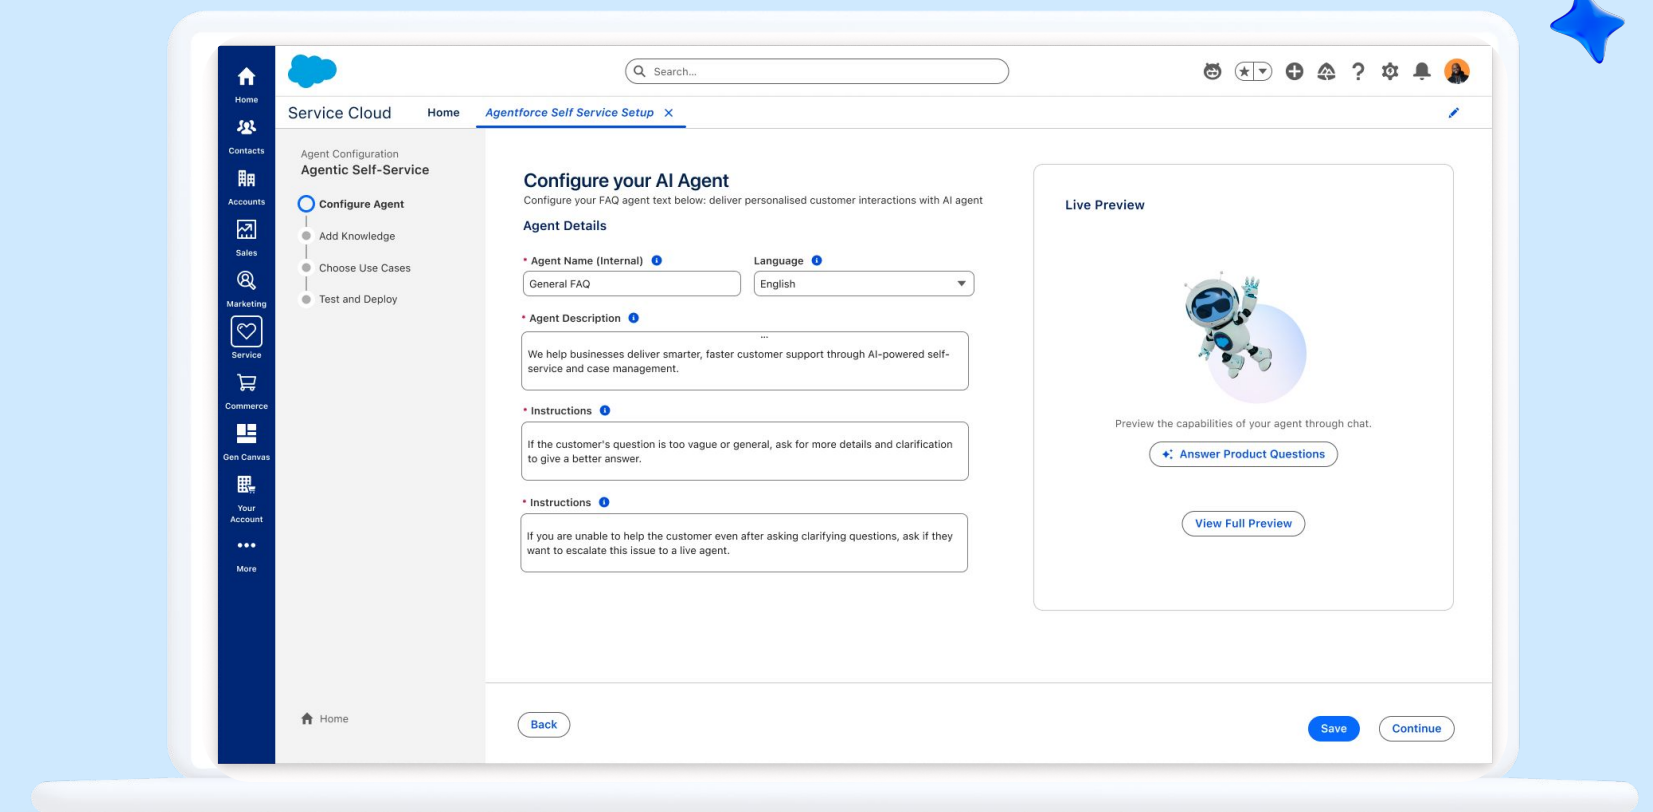 Search...
Service Cloud
Home
Agentforce Self Service Setup
Home
Contacts
Accounts
Sales
Marketing
Service
Commerce
Gen Canvas
Your
Account
More
Agent Configuration
Agentic Self-Service
Configure Agent
Add Knowledge
Choose Use Cases
Test and Deploy
Home
Configure your AI Agent
Configure your FAQ agent text below: deliver personalised customer interactions with AI agent
Agent Details
* Agent Name (Internal)
General FAQ
Language
English
* Agent Description
...
We help businesses deliver smarter, faster customer support through AI-powered self-
service and case management.
* Instructions
If the customer's question is too vague or general, ask for more details and clarification
to give a better answer.
* Instructions
If you are unable to help the customer even after asking clarifying questions, ask if they
want to escalate this issue to a live agent.
Live Preview
Preview the capabilities of your agent through chat.
Answer Product Questions
View Full Preview
Back
Save
Continue